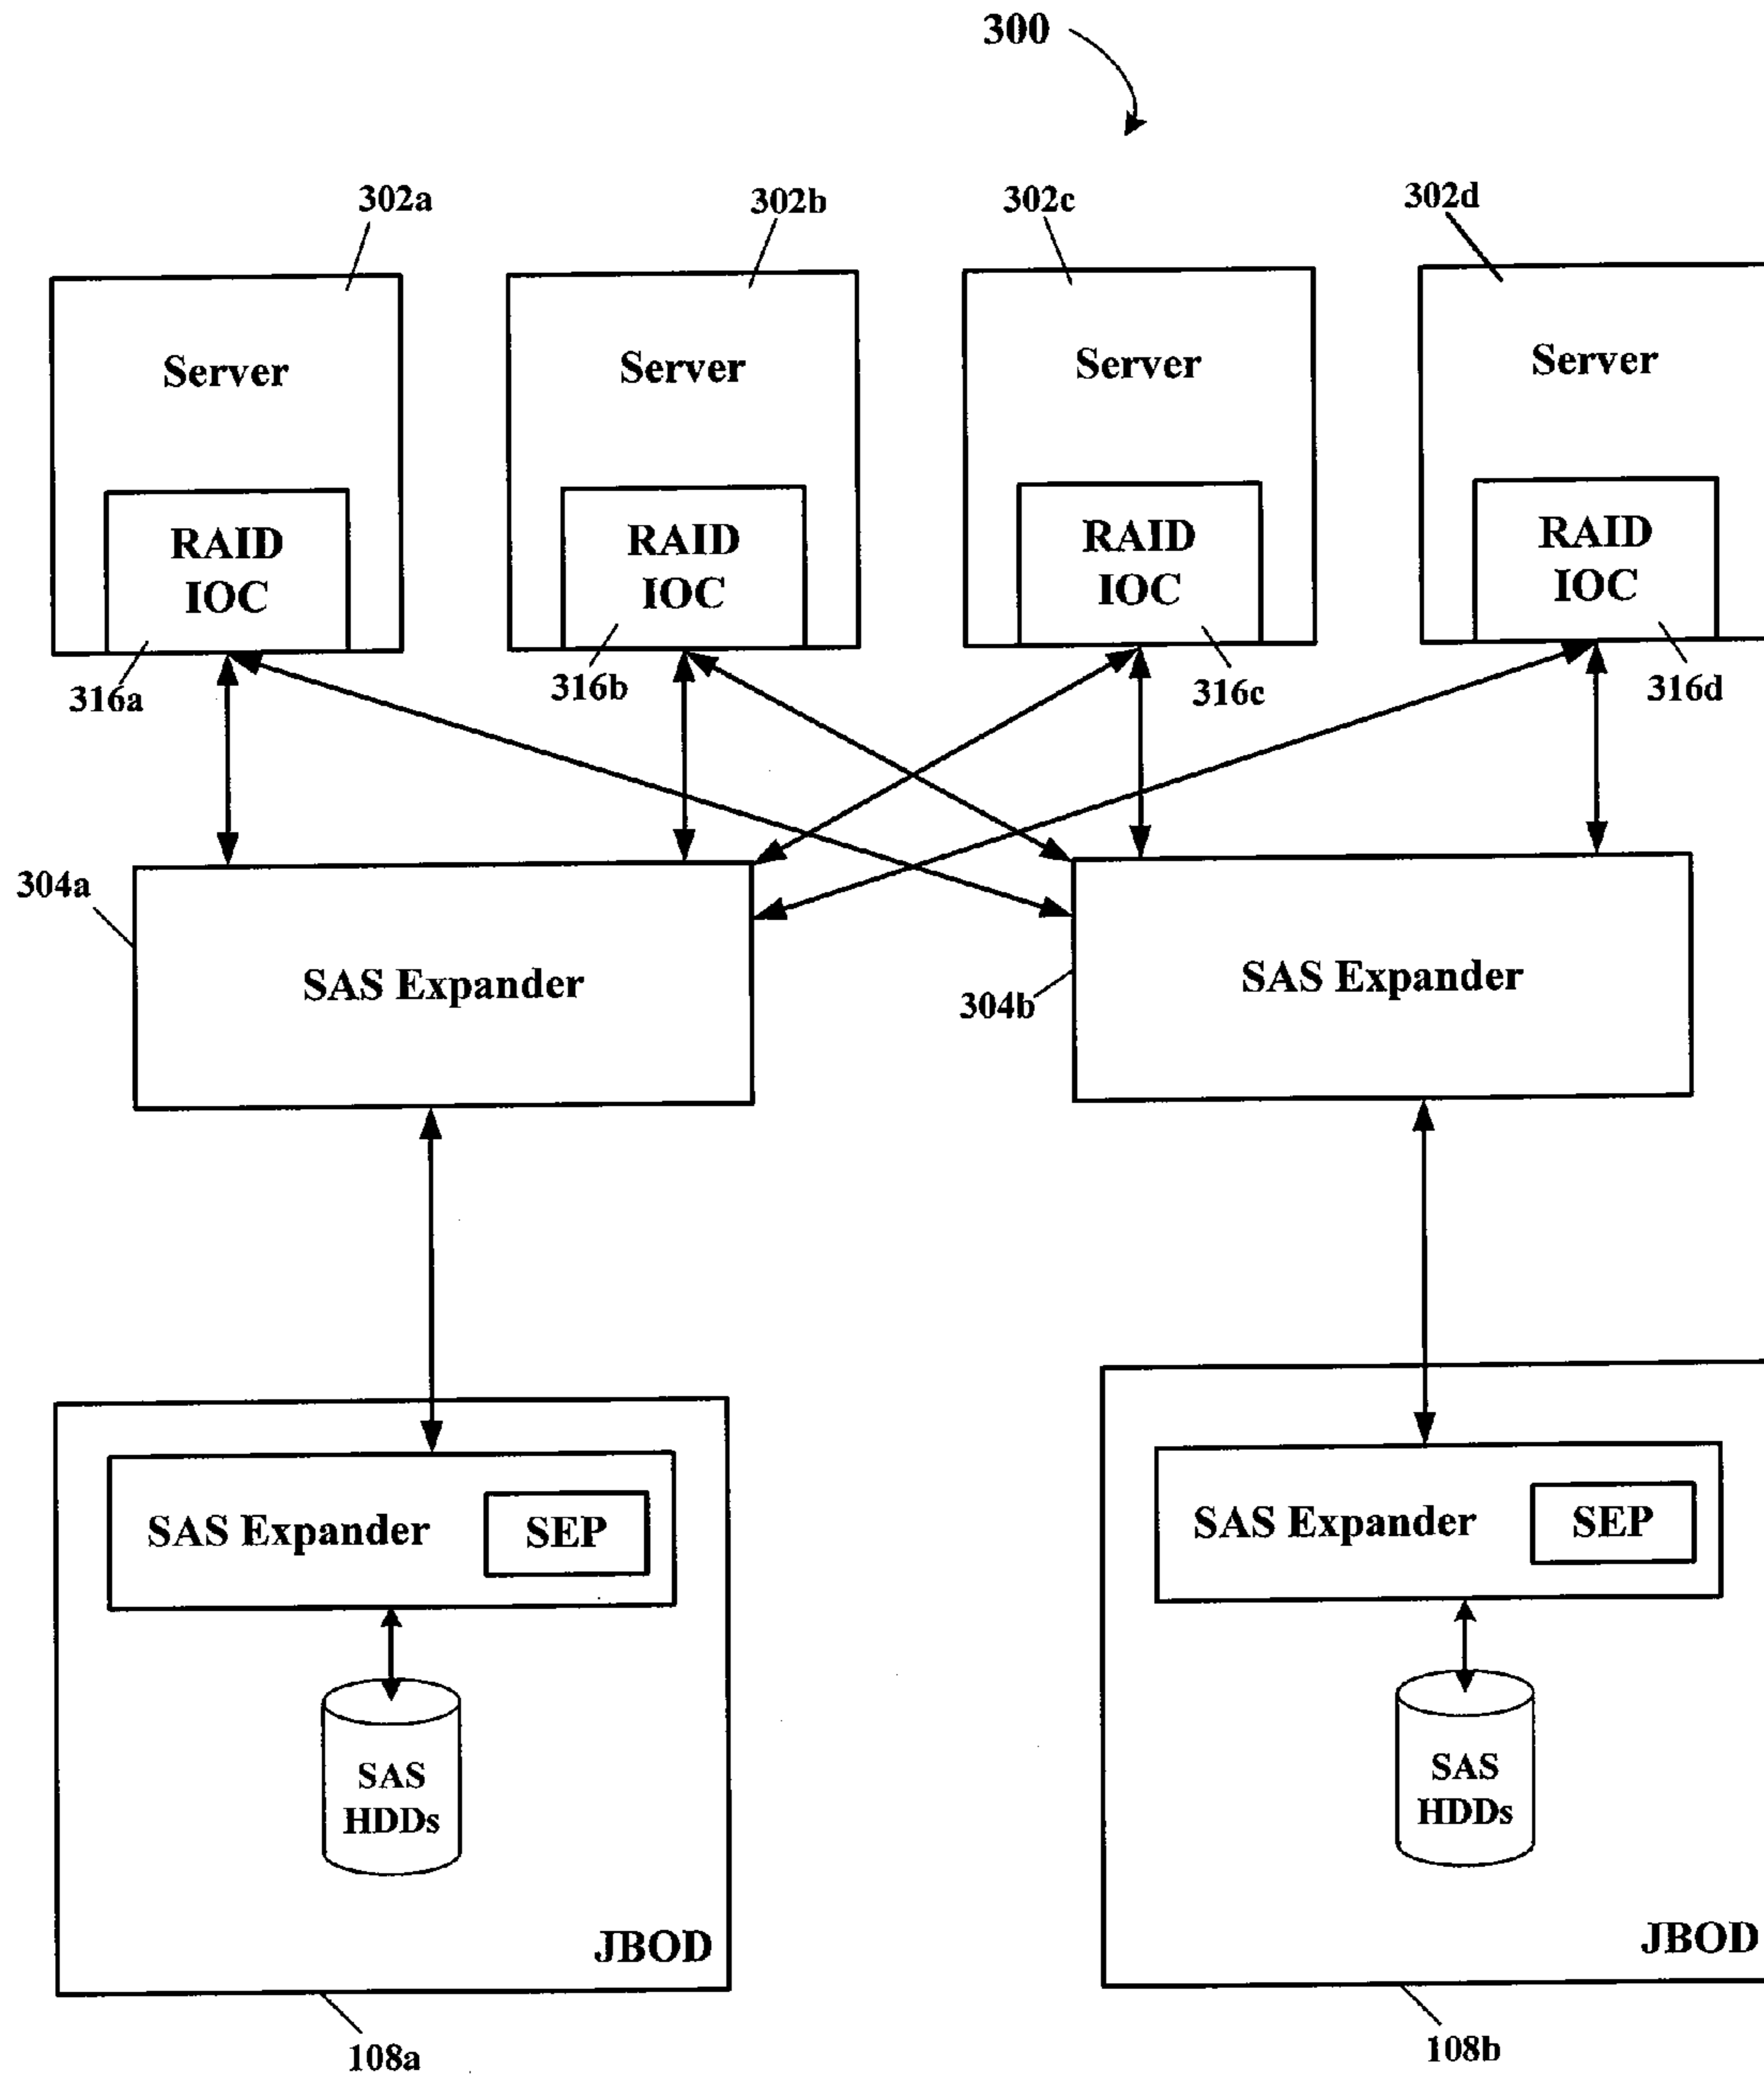 300
302a
302b
302c
302d
Server
Server
Server
Server
RAID
IOC
RAID
IOC
RAID
IOC
RAID
IOC
316a
316b
316c
316d
304a
SAS Expander
304b
SAS Expander
SAS Expander
SEP
SAS Expander
SEP
SAS
HDDs
SAS
HDDs
JBOD
JBOD
108a
108b